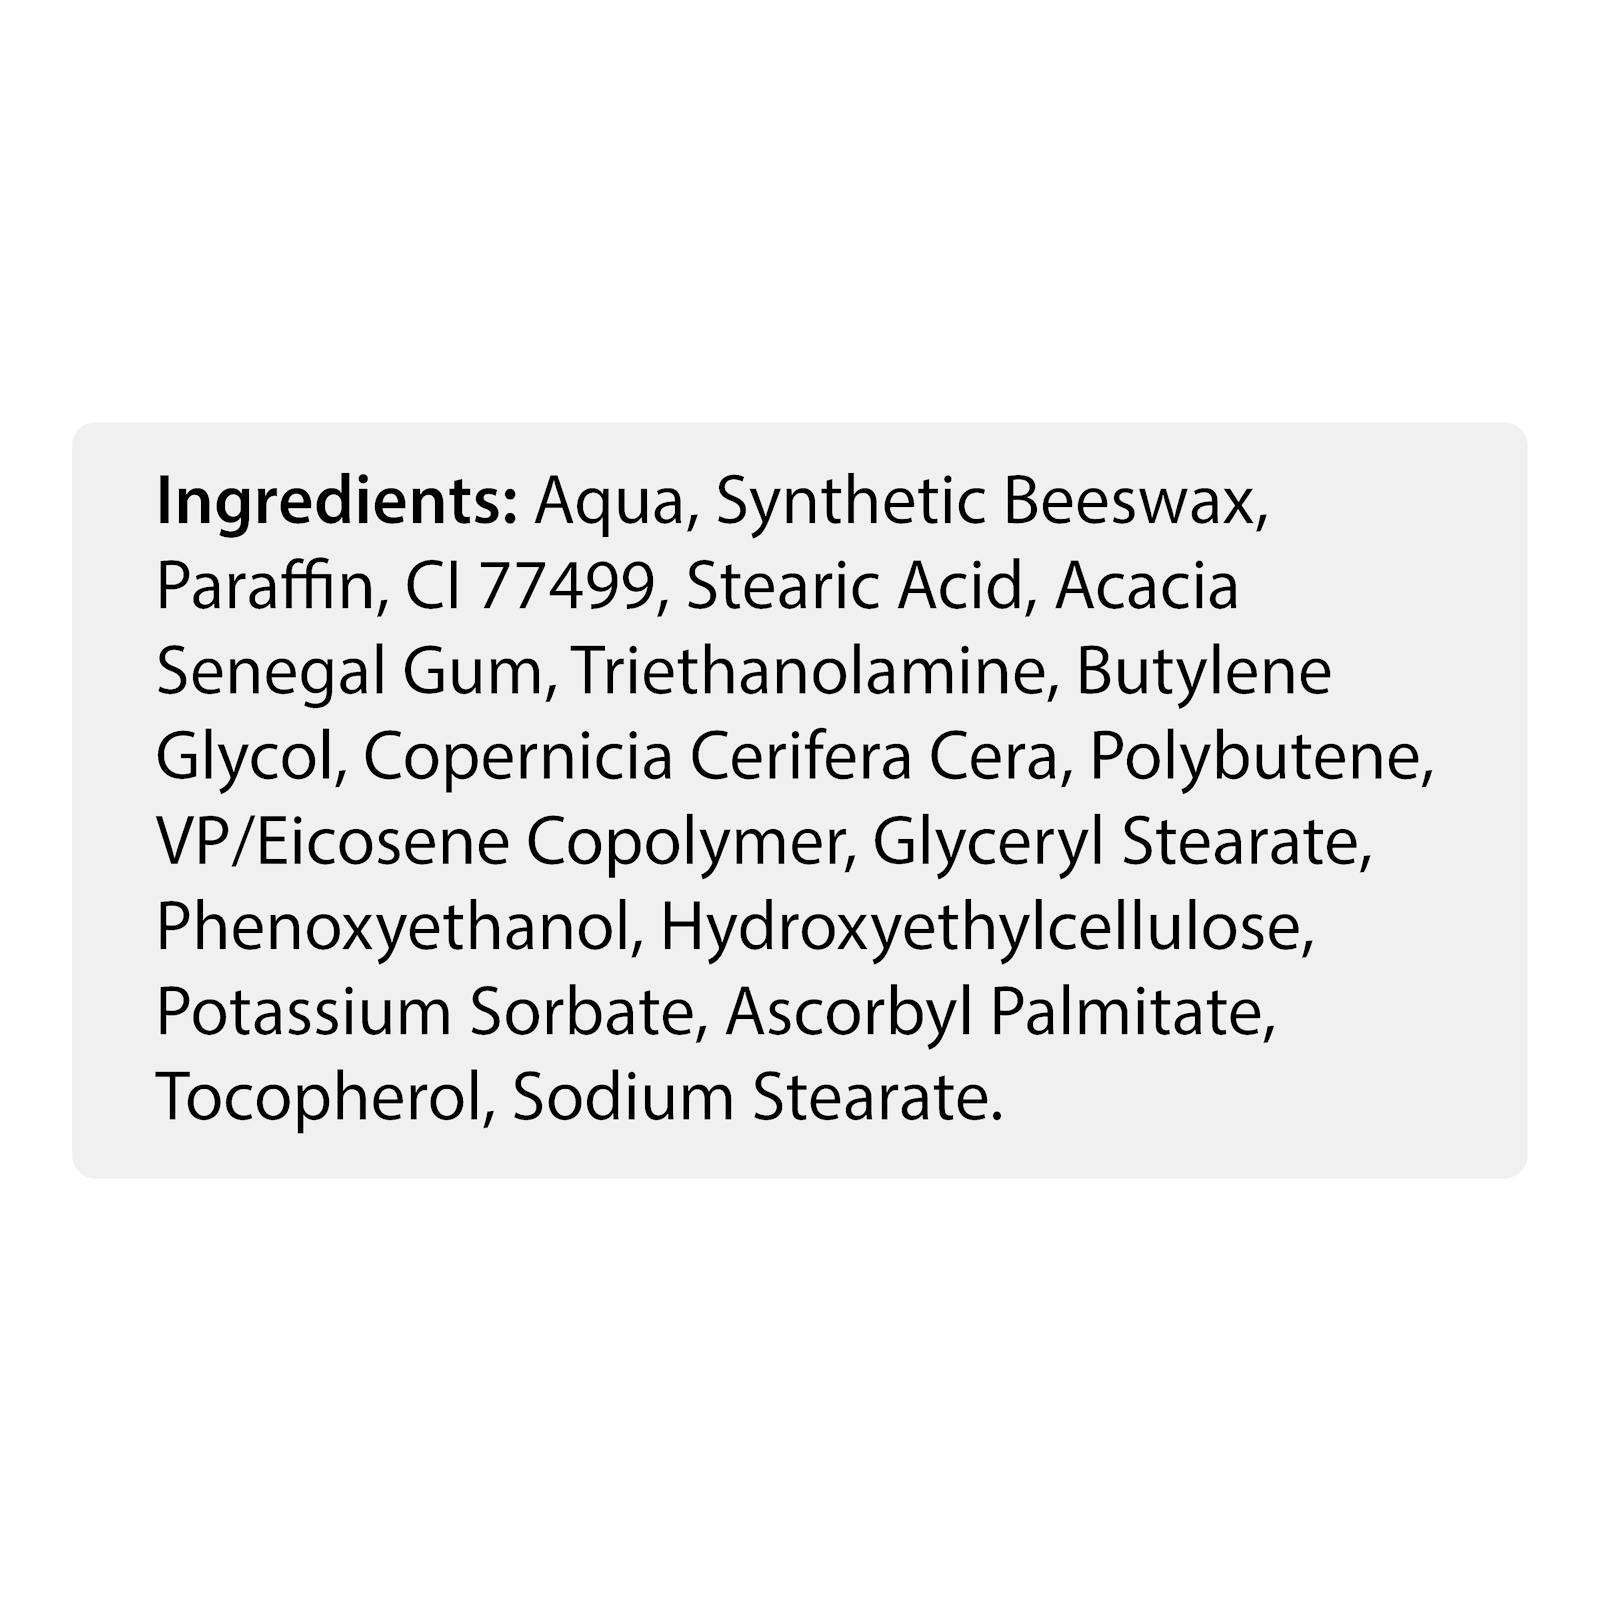 Ingredients: Aqua, Synthetic Beeswax,
Paraffin, CI 77499, Stearic Acid, Acacia
Senegal Gum, Triethanolamine, Butylene
Glycol, Copernicia Cerifera Cera, Polybutene,
VP/Eicosene Copolymer, Glyceryl Stearate,
Phenoxyethanol, Hydroxyethylcellulose,
Potassium Sorbate, Ascorbyl Palmitate,
Tocopherol, Sodium Stearate.